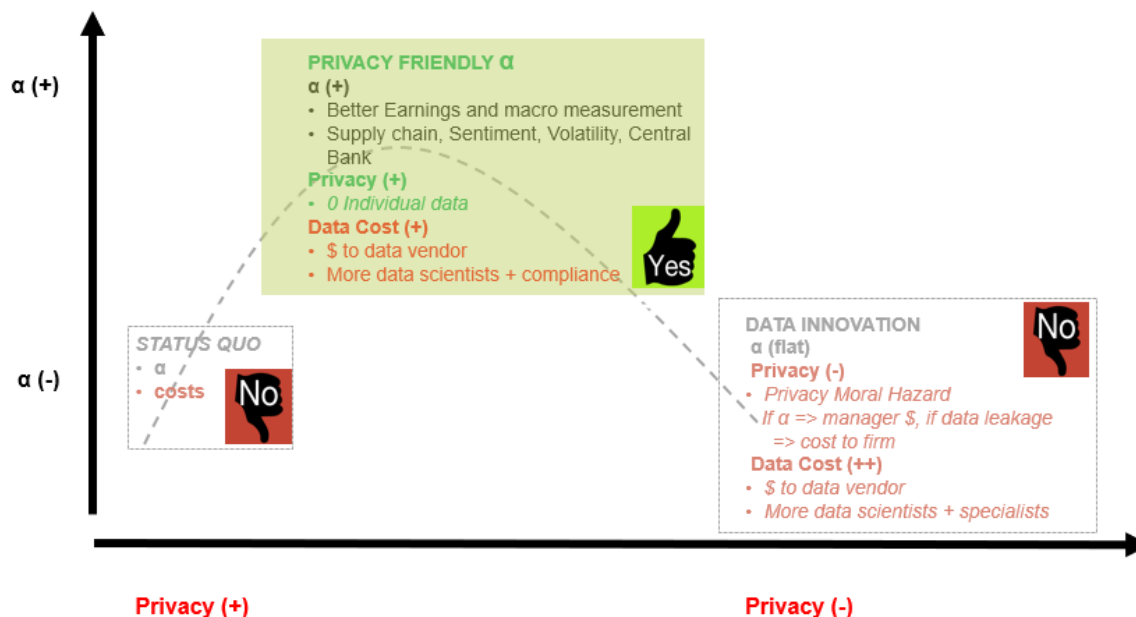 α (+)
PRIVACY FRIENDLY α
α (+)
• Better Earnings and macro measurement
• Supply chain, Sentiment, Volatility, Central
Bank
Privacy (+)
• 0 Individual data
Data Cost (+)
• $ to data vendor
• More data scientists + compliance
Yes
α (-)
STATUS QUO
• α
• costs
No
DATA INNOVATION
α (flat)
Privacy (-)
• Privacy Moral Hazard
If α => manager $, if data leakage
=> cost to firm
Data Cost (++)
• $ to data vendor
• More data scientists + specialists
No
Privacy (+)
Privacy (-)